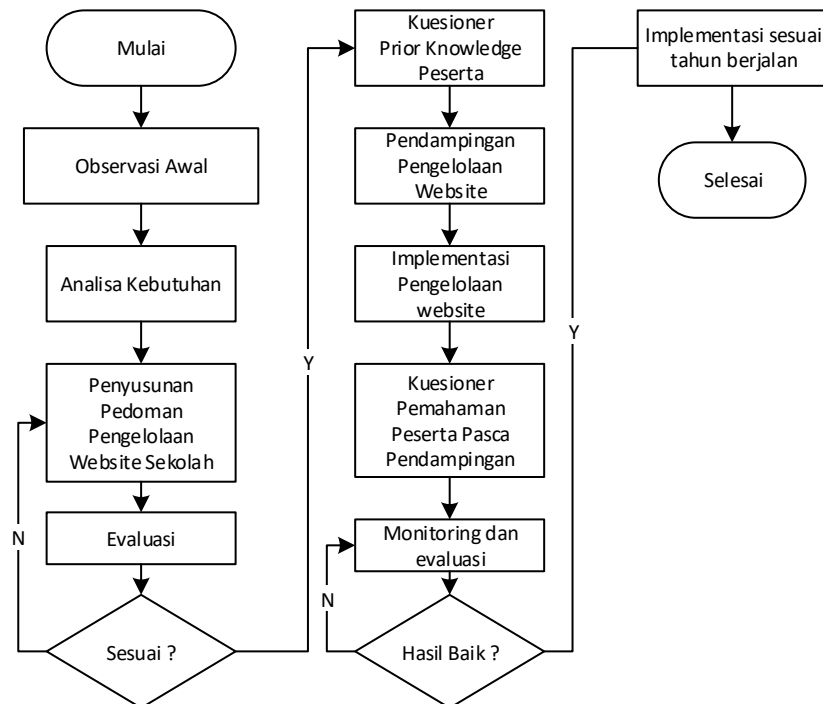 Mulai
Observasi Awal
Analisa Kebutuhan
Penyusunan
Pedoman
Pengelolaan
Website Sekolah
Evaluasi
Sesuai ?
N
Y
Kuesioner
Prior Knowledge
Peserta
Pendampingan
Pengelolaan
Website
Implementasi
Pengelolaan
website
Kuesioner
Pemahaman
Peserta Pasca
Pendampingan
Monitoring dan
evaluasi
Hasil Baik ?
N
Y
Implementasi sesuai
tahun berjalan
Selesai